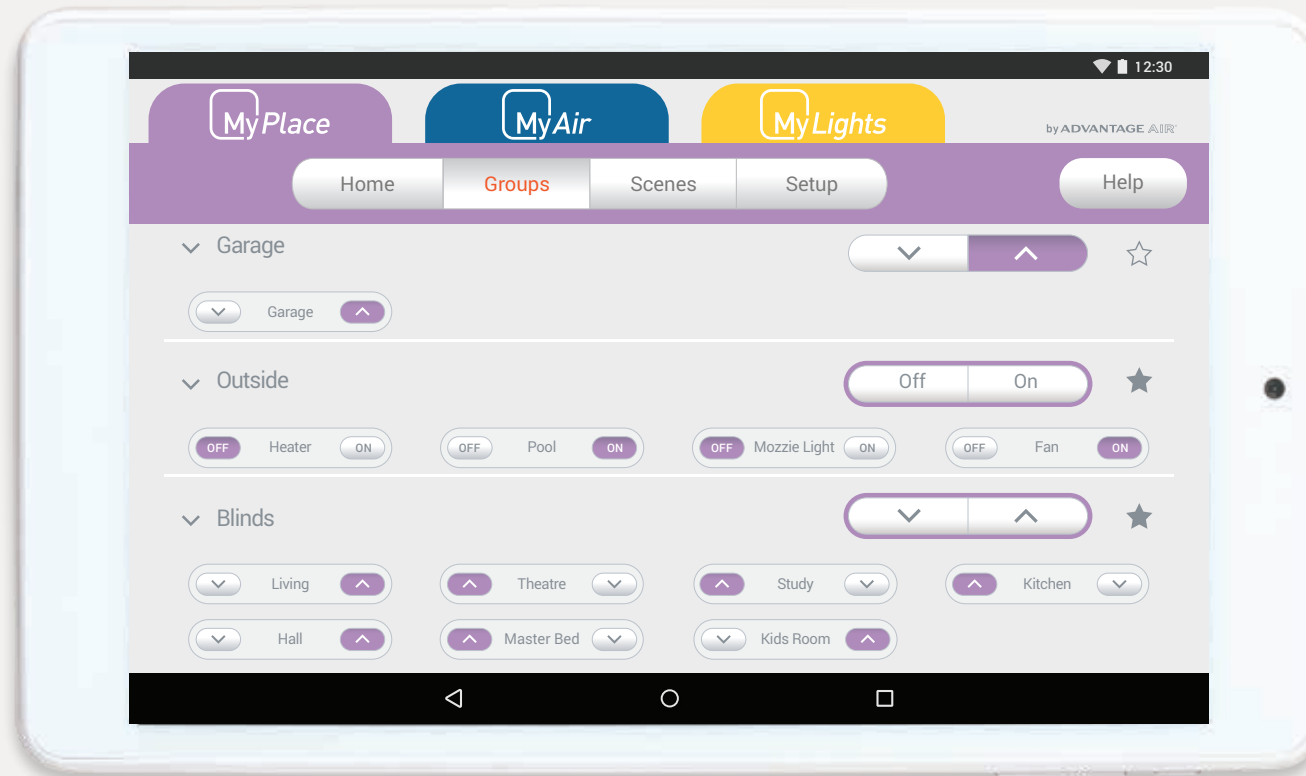 12:30
MyPlace
MyAir
MyLights
by ADVANTAGE AIR
Home
Groups
Scenes
Setup
Help
Garage
Garage
Outside
Off
On
OFF Heater ON
OFF Pool ON
OFF Mozzie Light ON
OFF Fan ON
Blinds
Living
Theatre
Study
Kitchen
Hall
Master Bed
Kids Room